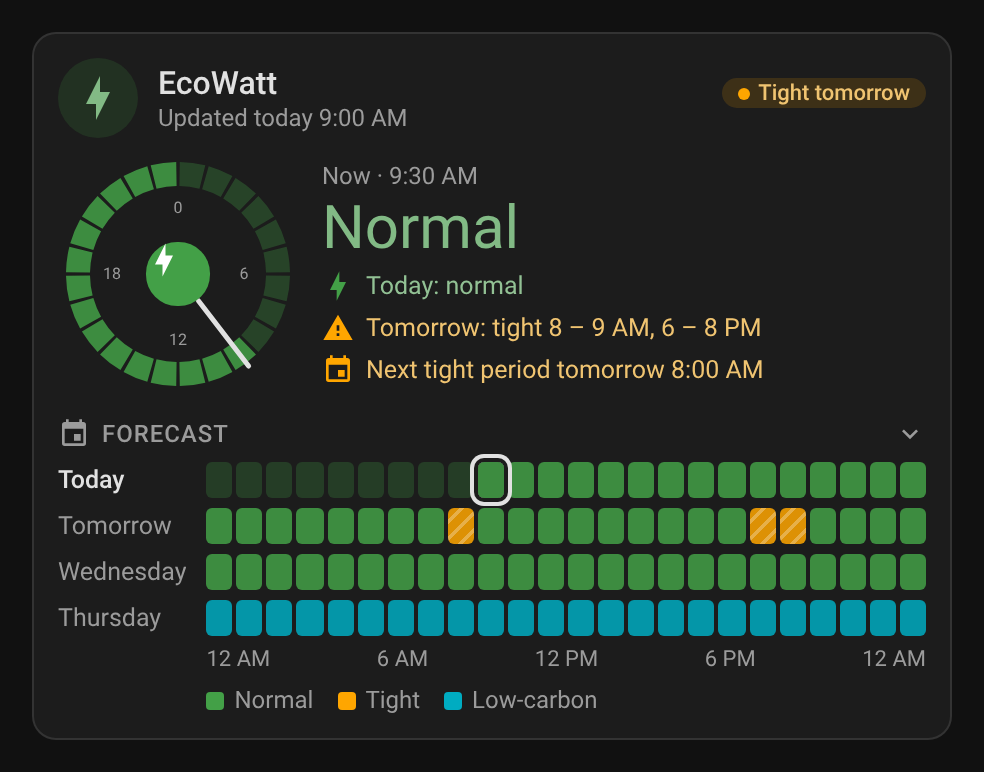 EcoWatt
Updated today 9:00 AM
Tight tomorrow
0
18
6
12
Now · 9:30 AM
Normal
Today: normal
Tomorrow: tight 8 – 9 AM, 6 – 8 PM
Next tight period tomorrow 8:00 AM
FORECAST
Today
Tomorrow
Wednesday
Thursday
12 AM 6 AM 12 PM 6 PM 12 AM
Normal Tight Low-carbon